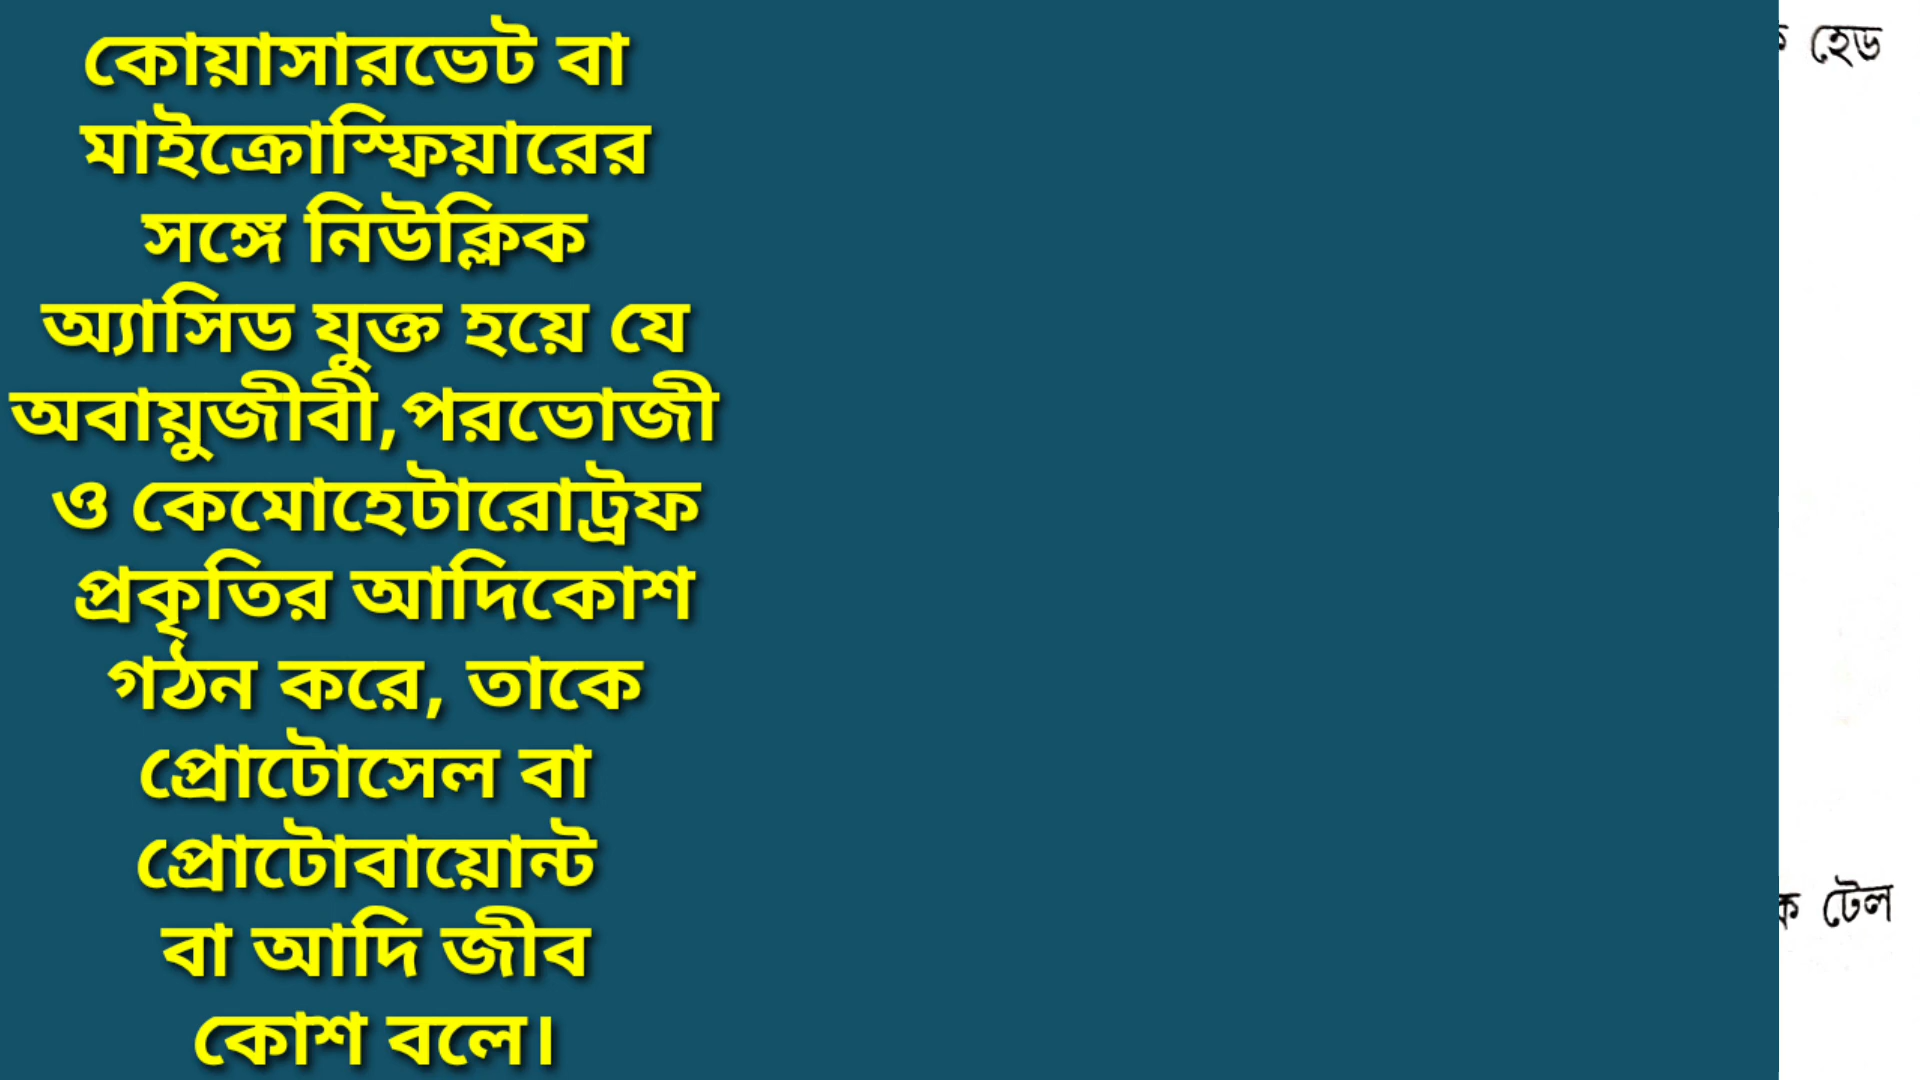 কোয়াসারভেট বা
মাইক্রোস্ফিয়ারের
সঙ্গে নিউক্লিক
অ্যাসিড যুক্ত হয়ে যে
অবায়ুজীবী,পরভোজী
ও কেমোহেটারোট্রফ
প্রকৃতির আদিকোশ
গঠন করে, তাকে
প্রোটোসেল বা
প্রোটোবায়োন্ট
বা আদি জীব
কোশ বলে।
হেড
টেল